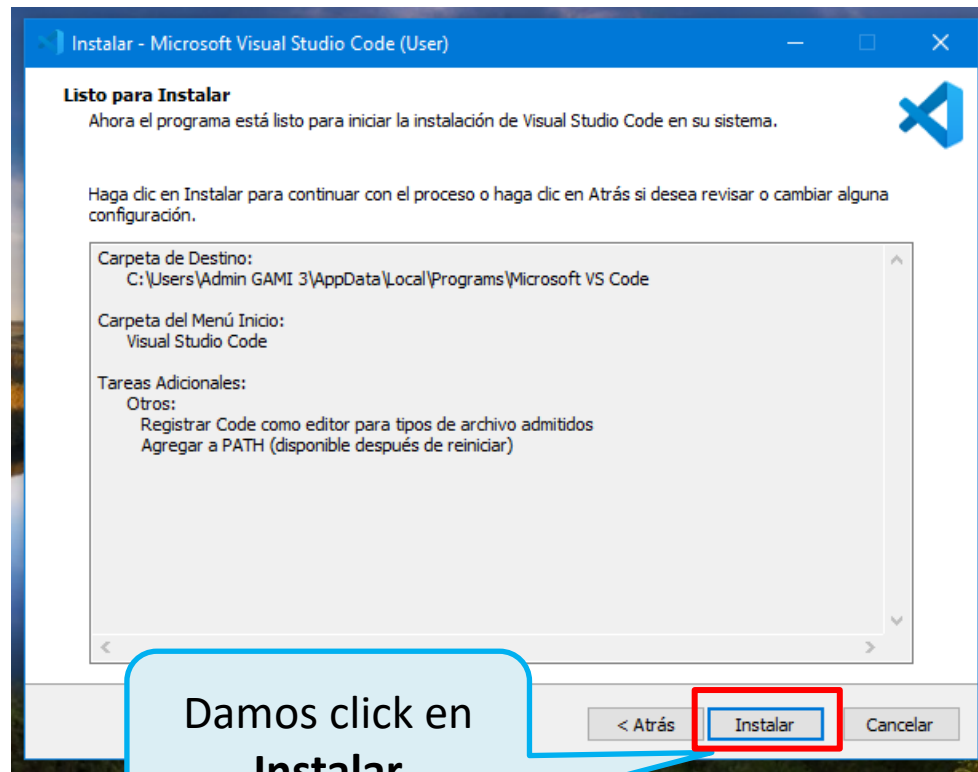 Instalar - Microsoft Visual Studio Code (User)
Listo para Instalar
Ahora el programa está listo para iniciar la instalación de Visual Studio Code en su sistema.
Haga clic en Instalar para continuar con el proceso o haga clic en Atrás si desea revisar o cambiar alguna
configuración.
Carpeta de Destino:
C:\Users\Admin GAMI 3\AppData\Local\Programs\Microsoft VS Code
Carpeta del Menú Inicio:
Visual Studio Code
Tareas Adicionales:
Otros:
Registrar Code como editor para tipos de archivo admitidos
Agregar a PATH (disponible después de reiniciar)
Damos click en
Instalar
< Atrás
Instalar
Cancelar